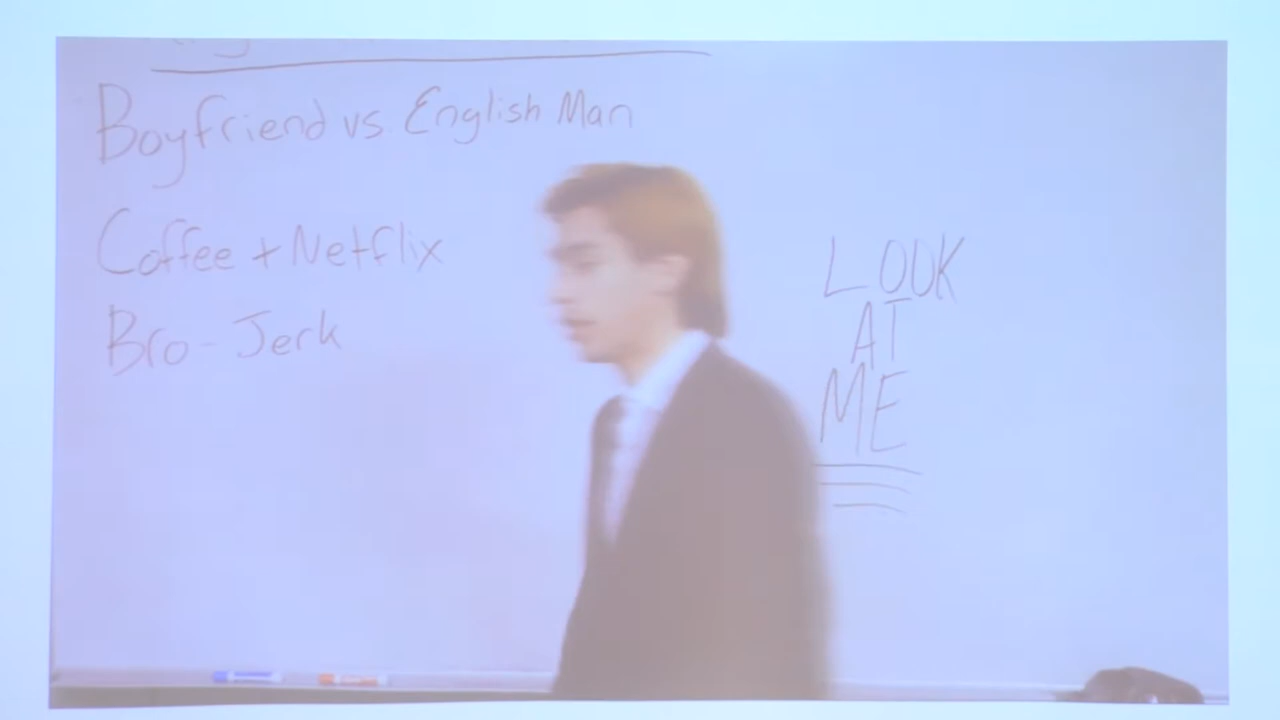 Boyfriend vs English Man
Coffee + Netflix
Bro - Jerk
LOOK
AT
ME